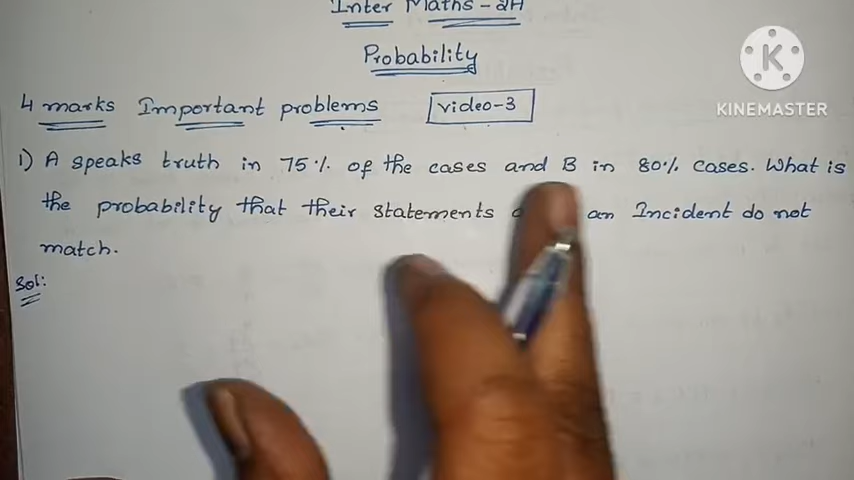 Inter Maths - 2A
Probability
4 marks Important problems video-3
KINEMASTER
1) A speaks truth in 75% of the cases and B in 80% cases. What is
the probability that their statements an Incident do not
match.
Sol: